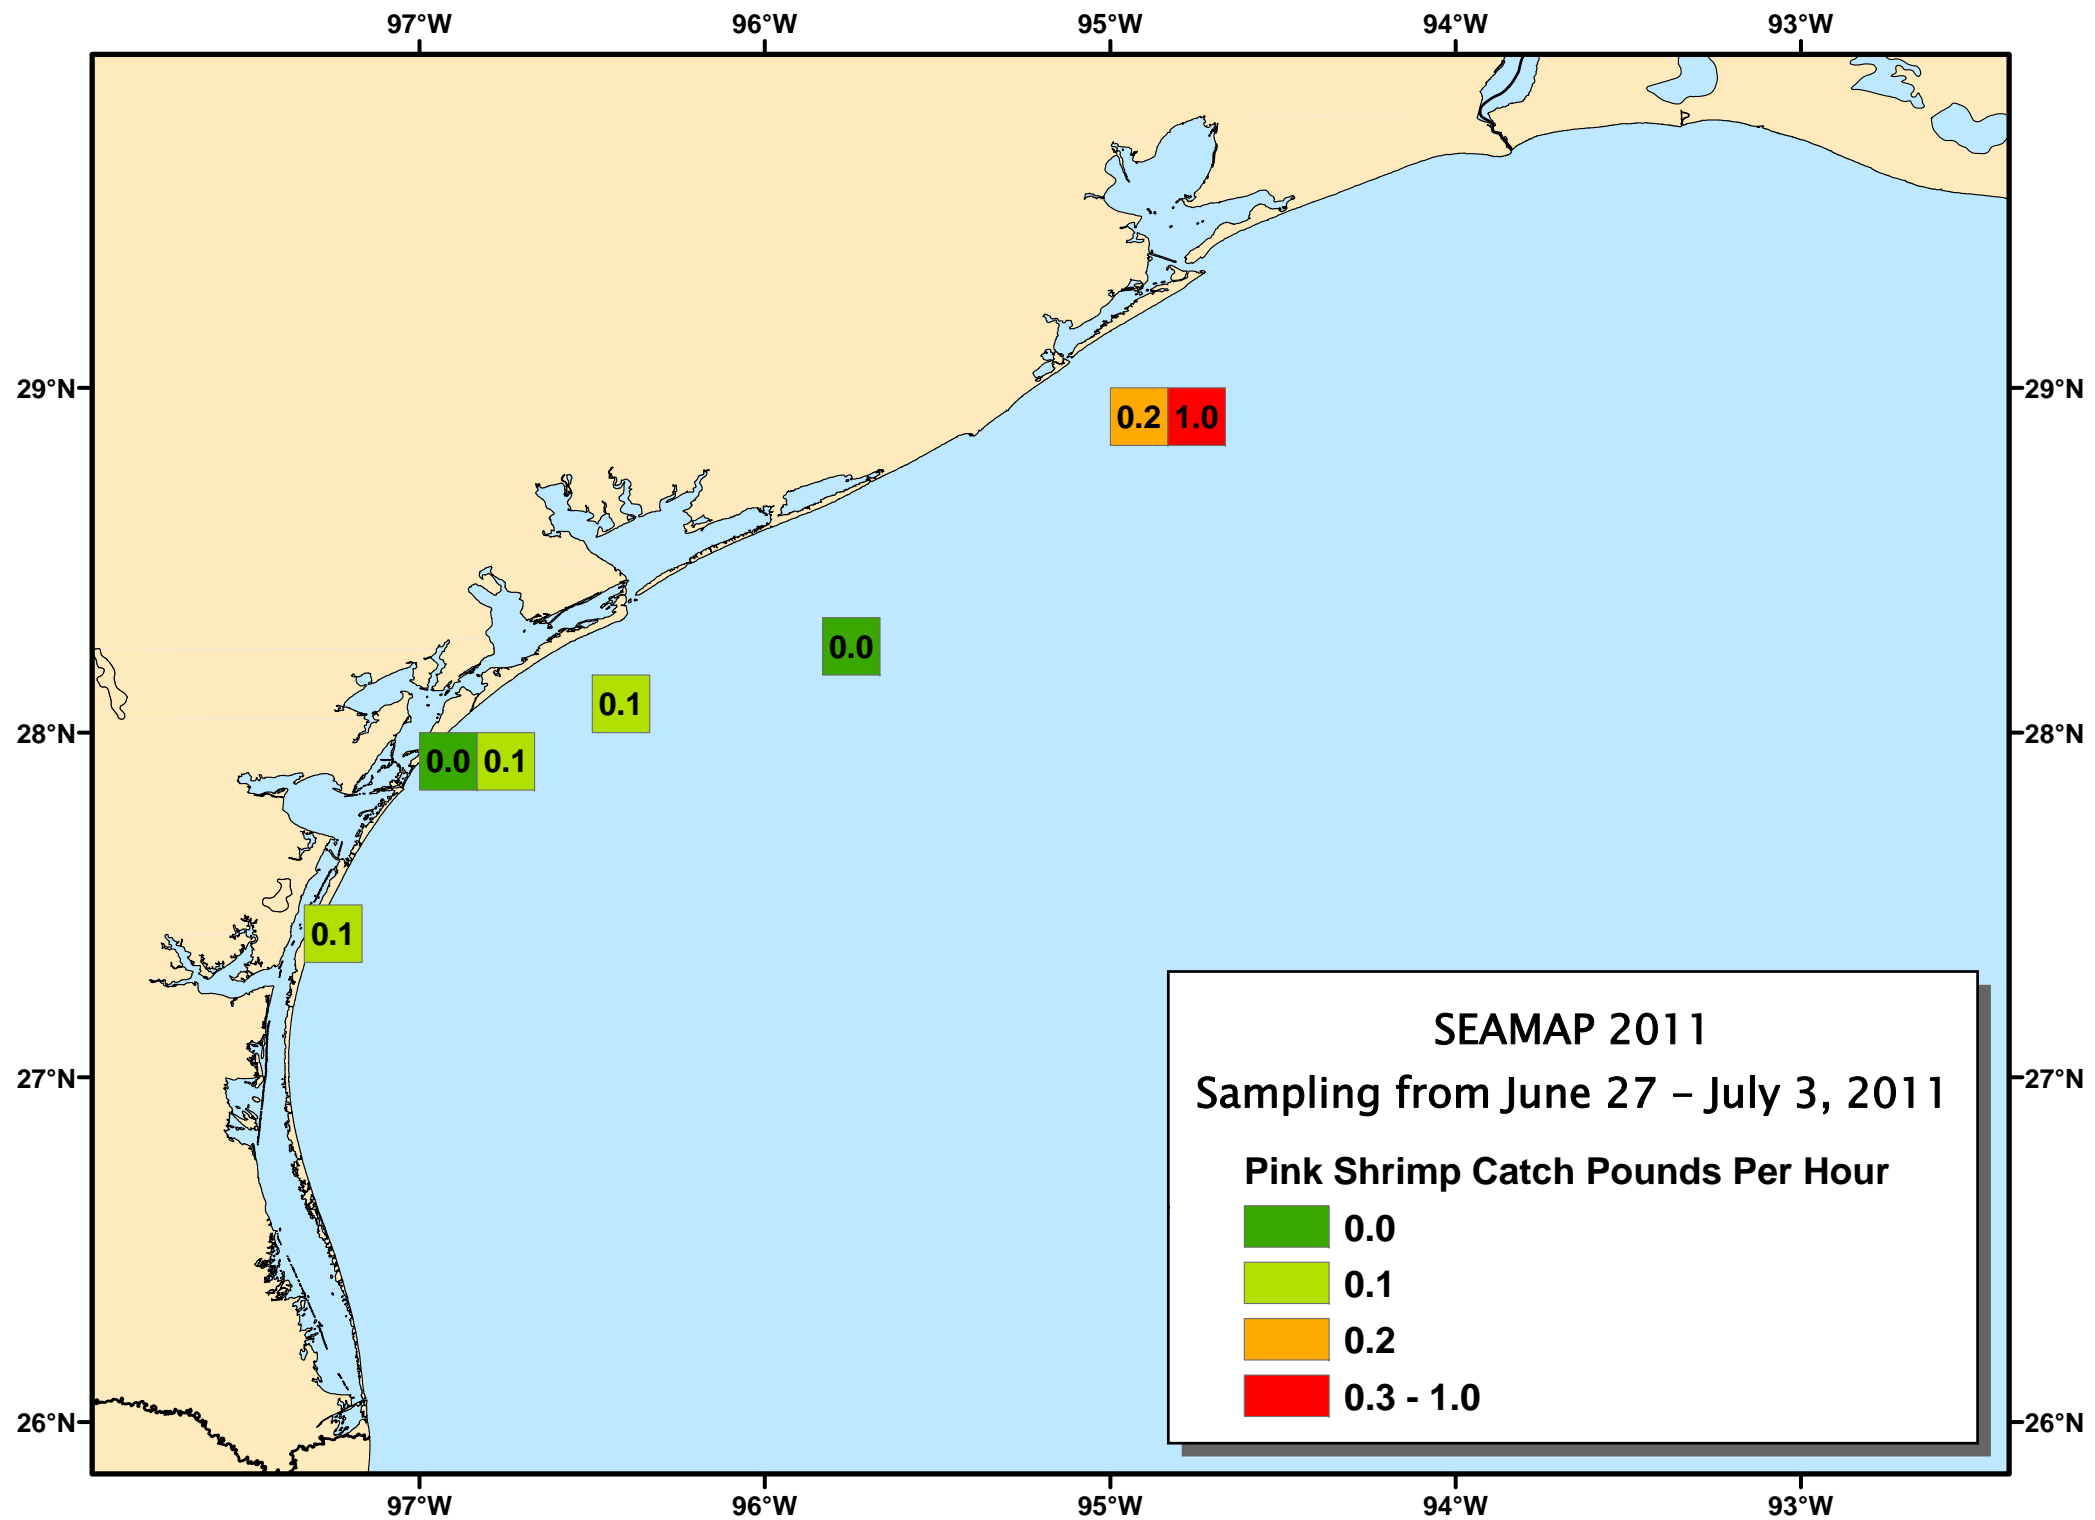 97°W 96°W 95°W 94°W 93°W
29°N 29°N
0.2 1.0
0.0
0.1
28°N 28°N
0.0 0.1
0.1
SEAMAP 2011
27°N 27°N
Sampling from June 27 – July 3, 2011
Pink Shrimp Catch Pounds Per Hour
0.0
0.1
0.2
0.3 - 1.0
26°N 26°N
97°W 96°W 95°W 94°W 93°W